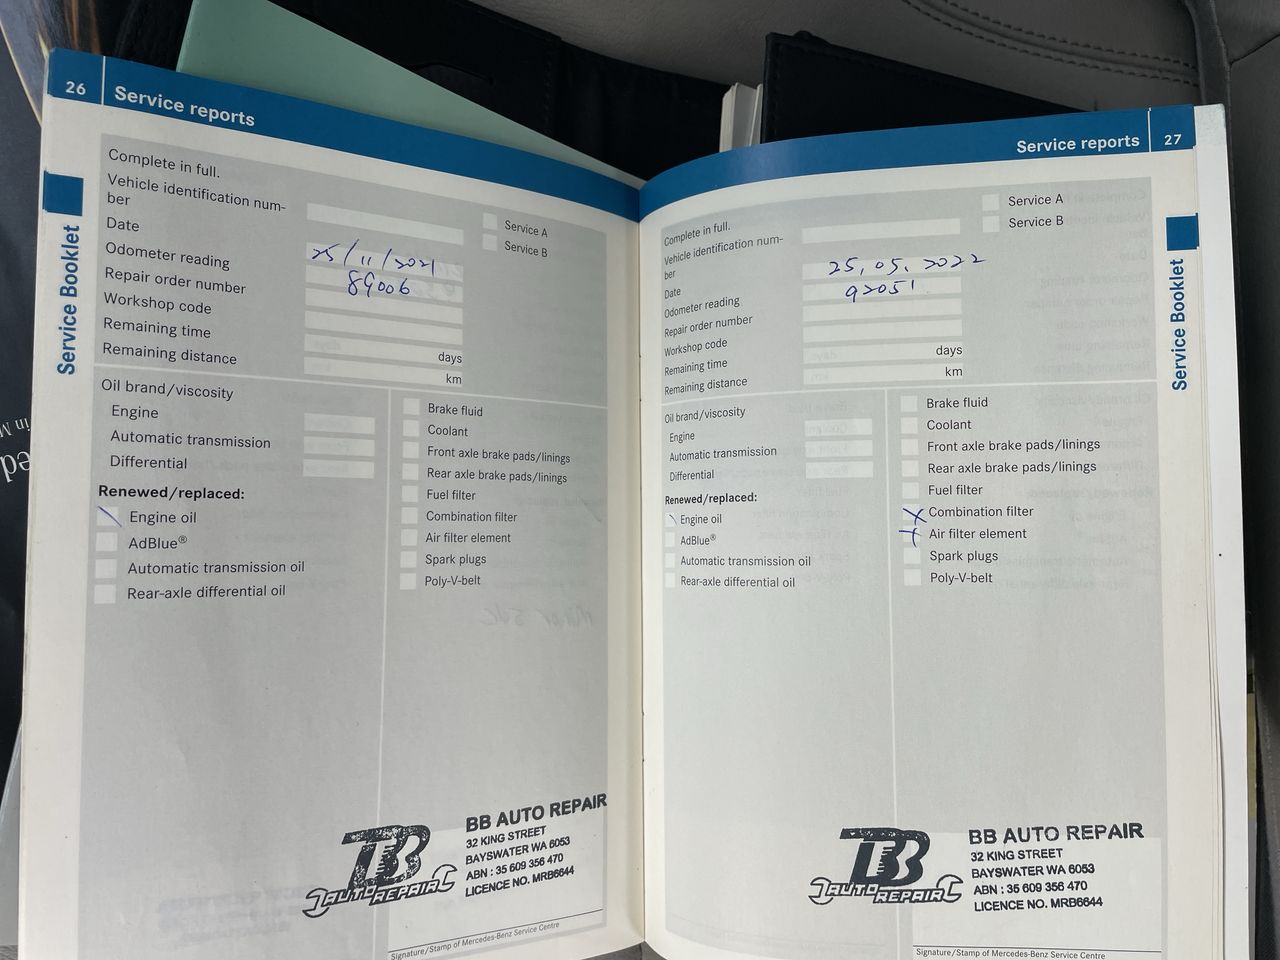 26
Service reports
Service Booklet
Complete in full.
Vehicle identification num-
ber
Date
Odometer reading
Repair order number
Workshop code
Remaining time
Remaining distance
Service A
Service B
25/11/2021
89006
days
km
Oil brand/viscosity
Engine
Automatic transmission
Differential
Renewed/replaced:
Engine oil
AdBlue®
Automatic transmission oil
Rear-axle differential oil
Brake fluid
Coolant
Front axle brake pads/linings
Rear axle brake pads/linings
Fuel filter
Combination filter
Air filter element
Spark plugs
Poly-V-belt
BB
AUTO REPAIR
BB AUTO REPAIR
32 KING STREET
BAYSWATER WA 6053
ABN : 35 609 356 470
LICENCE NO. MRB6644
Signature/Stamp of Mercedes-Benz Service Centre
Service reports
27
Service Booklet
Complete in full.
Vehicle identification num-
ber
Date
Odometer reading
Repair order number
Workshop code
Remaining time
Remaining distance
Service A
Service B
25.05.2022
92051
days
km
Oil brand/viscosity
Engine
Automatic transmission
Differential
Renewed/replaced:
Engine oil
AdBlue®
Automatic transmission oil
Rear-axle differential oil
Brake fluid
Coolant
Front axle brake pads/linings
Rear axle brake pads/linings
Fuel filter
Combination filter
Air filter element
Spark plugs
Poly-V-belt
BB
AUTO REPAIR
BB AUTO REPAIR
32 KING STREET
BAYSWATER WA 6053
ABN : 35 609 356 470
LICENCE NO. MRB6644
Signature/Stamp of Mercedes-Benz Service Centre